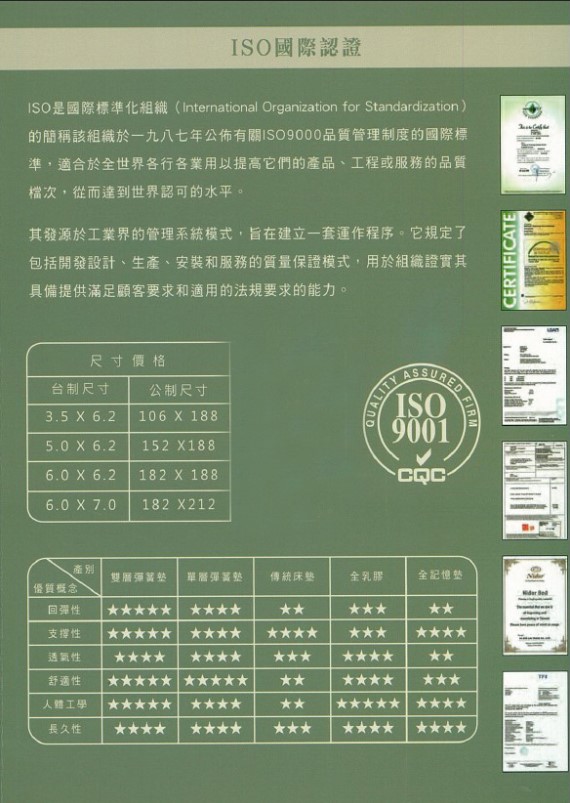 ISO國際認證
ISO是國際標準化組織（International Organization for Standardization）
的簡稱該組織於一九八七年公佈有關ISO9000品質管理制度的國際標
準，適合於全世界各行各業用以提高它們的產品、工程或服務的品質
檔次，從而達到世界認可的水平。
其發源於工業界的管理系統模式，旨在建立一套運作程序。它規定了
包括開發設計、生產、安裝和服務的質量保證模式，用於組織證實其
具備提供滿足顧客要求和適用的法規要求的能力。
尺寸價格
台制尺寸 公制尺寸
3.5 X 6.2 106 X 188
5.0 X 6.2 152 X188
6.0 X 6.2 182 X 188
6.0 X 7.0 182 X212
QUALITY ASSURED FIRM
ISO
9001
CQC
產別
優質概念
雙層彈簧墊 單層彈簧墊 傳統床墊 全乳膠 全記憶墊
回彈性 ★★★★★ ★★★★ ★★ ★★★ ★★
支撐性 ★★★★★ ★★★★ ★★★★ ★★★ ★★★★
透氣性 ★★★★ ★★★★ ★★★ ★★★★ ★★
舒適性 ★★★★★ ★★★★★ ★★ ★★★★ ★★★
人體工學 ★★★★ ★★★★ ★★ ★★★★★ ★★★★
長久性 ★★★★ ★★★★ ★★★ ★★★★ ★★★★
CERTIFICATE
Nider
Nider Bed
TFS